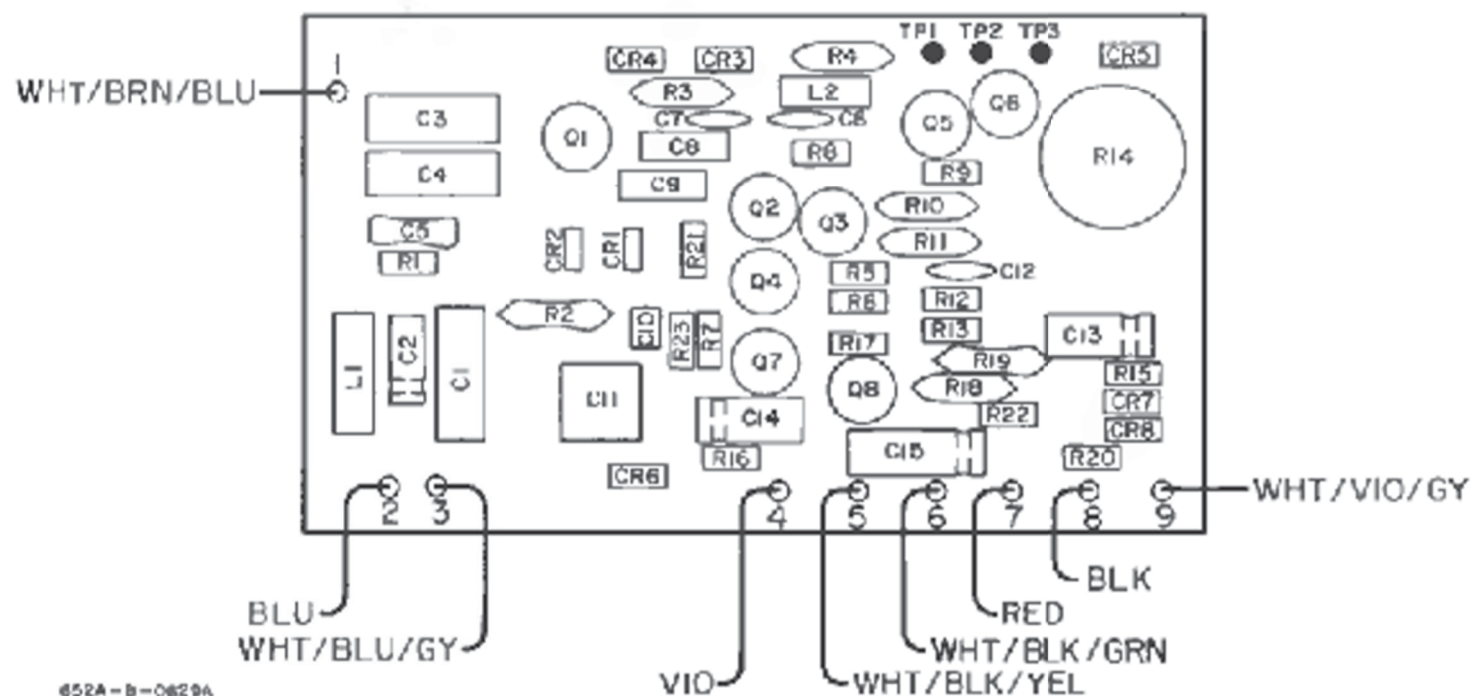 TP1 TP2 TP3
CR4 CR3 R4 CR5
1
WHT/BRN/BLU
R3 L2
C3 C7 C6 Q5 Q6
Q1 C8 R8 R14
C4 C9 R9
Q2 Q3 R10
C5 CR2 CR1 R21 R11
R1 Q4 R5 C12
R6 R12
R2 C10 R23 R7 R17 R13 C13
L1 C2 C1 Q7 R19 R15
C11 Q8 R18 CR7
C14 R22 CR8
CR6 R16 C15 R20
2 3 4 5 6 7 8 9
WHT/VIO/GY
BLK
BLU RED
WHT/BLU/GY WHT/BLK/GRN
VIO WHT/BLK/YEL
652A-B-0629A